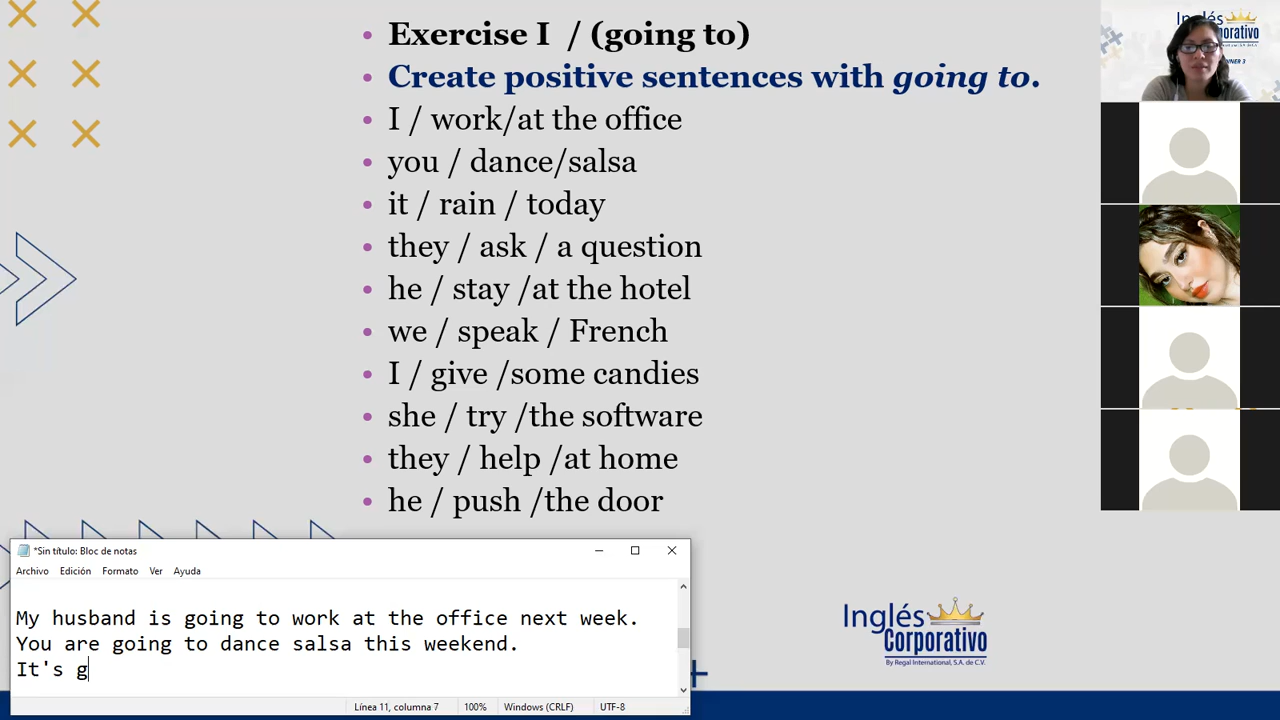 Exercise I / (going to)
Create positive sentences with going to.
I / work/at the office
you / dance/salsa
it / rain / today
they / ask / a question
he / stay /at the hotel
we / speak / French
I / give /some candies
she / try /the software
they / help /at home
he / push /the door
*Sin título: Bloc de notas
Archivo Edición Formato Ver Ayuda
My husband is going to work at the office next week.
You are going to dance salsa this weekend.
It's g
Línea 11, columna 7 100% Windows (CRLF) UTF-8
Inglés
Corporativo
By Regal International, S.A. de C.V.
Inglés